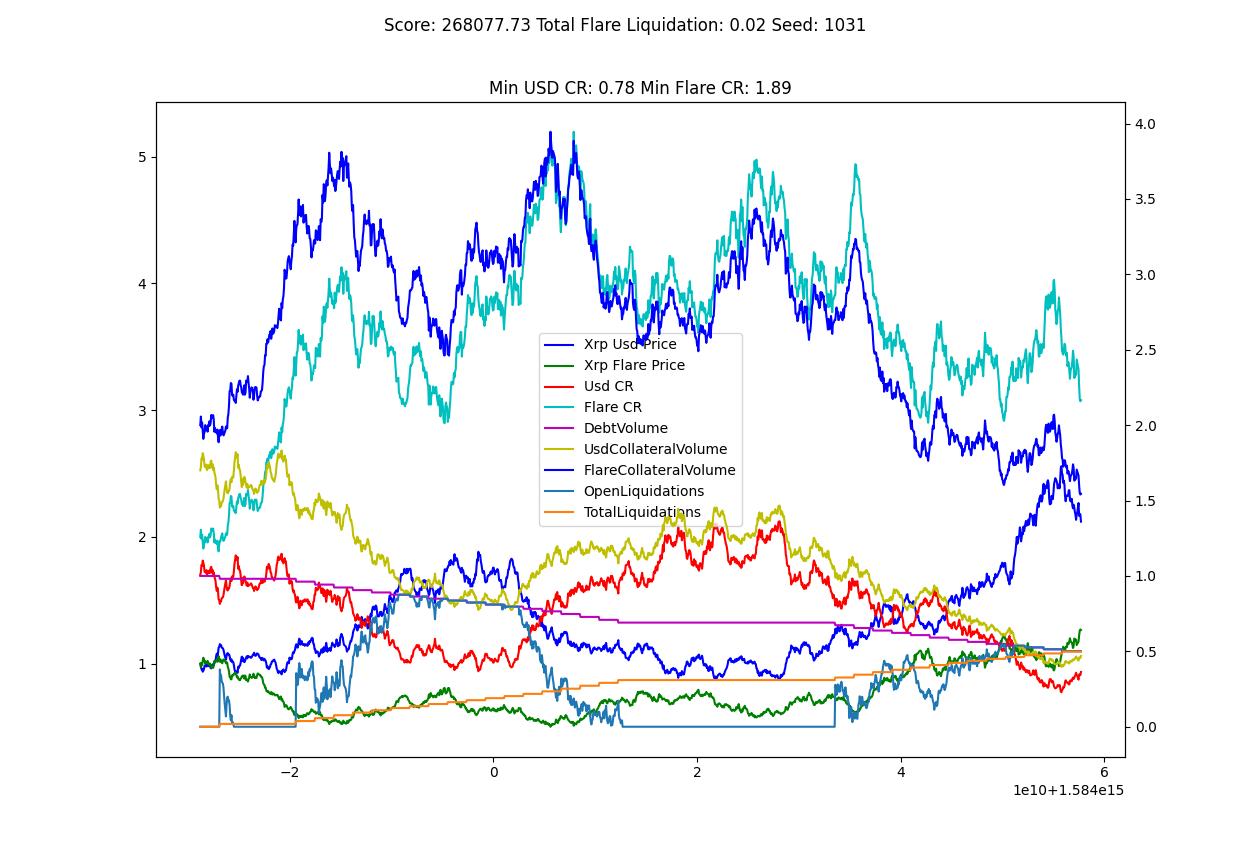 Score: 268077.73 Total Flare Liquidation: 0.02 Seed: 1031
Min USD CR: 0.78 Min Flare CR: 1.89
5
4
3
2
1
4.0
3.5
3.0
2.5
2.0
1.5
1.0
0.5
0.0
Xrp Usd Price
Xrp Flare Price
Usd CR
Flare CR
DebtVolume
UsdCollateralVolume
FlareCollateralVolume
OpenLiquidations
TotalLiquidations
−2
0
2
4
6
1e10+1.584e15